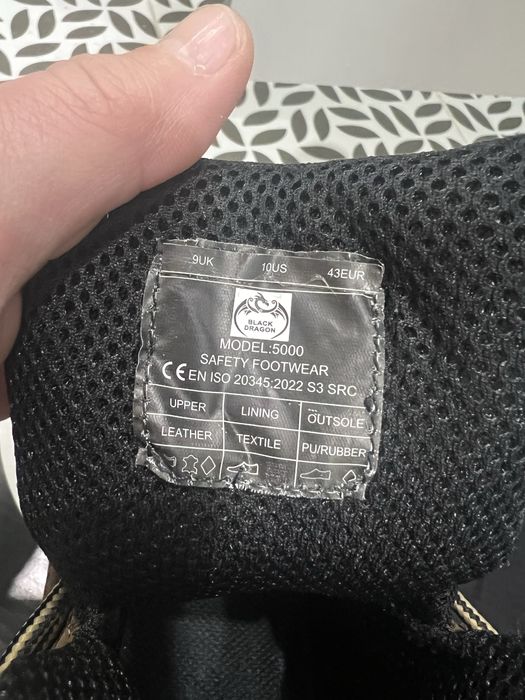 9UK 10US 43EUR
BLACK
DRAGON
MODEL:5000
SAFETY FOOTWEAR
CE EN ISO 20345:2022 S3 SRC
UPPER LINING OUTSOLE
LEATHER TEXTILE PU/RUBBER